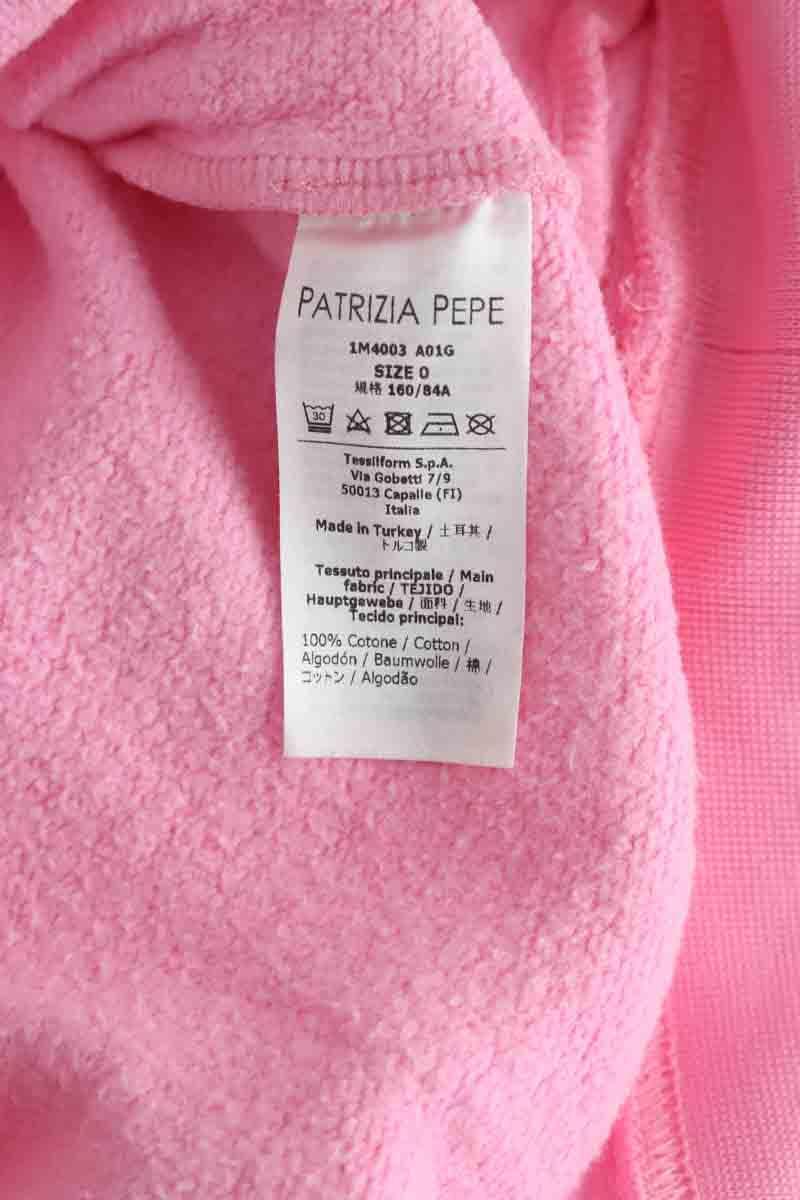 PATRIZIA PEPE
1M4003 A01G
SIZE 0
規格 160/84A
30
Tessilform S.p.A.
Via Gobetti 7/9
50013 Capalle (FI)
Italia
Made in Turkey / 土耳其 /
トルコ製
Tessuto principale / Main
fabric / TEJIDO /
Hauptgewebe / 面料 / 生地 /
Tecido principal:
100% Cotone / Cotton /
Algodón / Baumwolle / 棉 /
コットン / Algodão